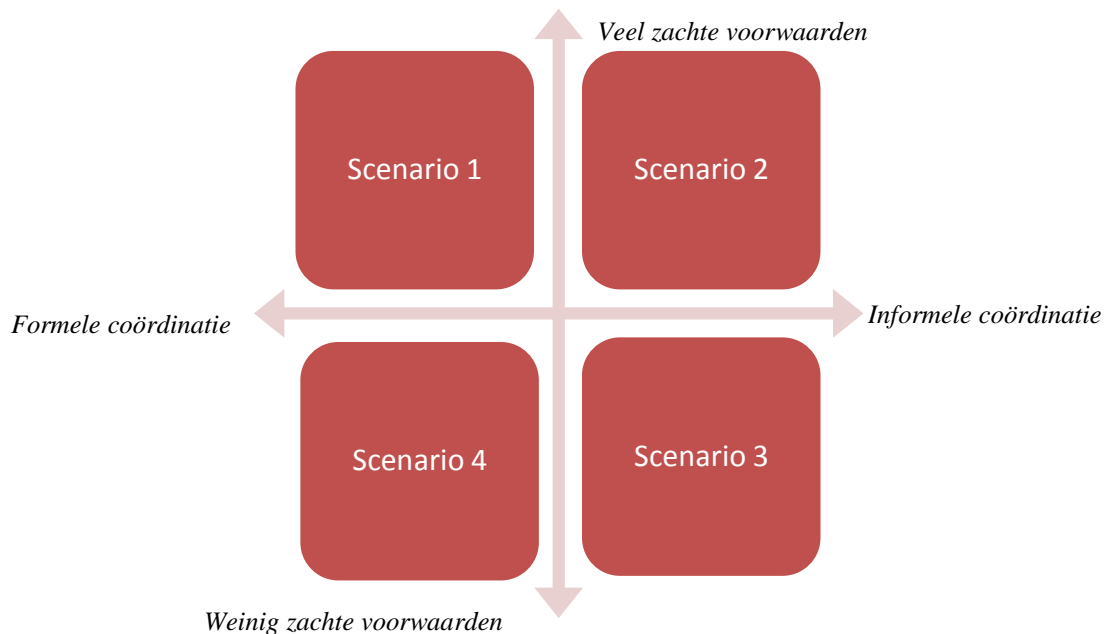 Veel zachte voorwaarden
Scenario 1
Scenario 2
Formele coördinatie
Informele coördinatie
Scenario 4
Scenario 3
Weinig zachte voorwaarden